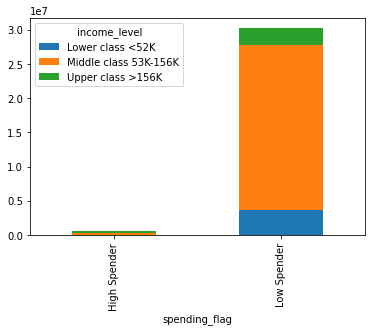 1e7
3.0
2.5
2.0
1.5
1.0
0.5
0.0
income_level
Lower class <52K
Middle class 53K-156K
Upper class >156K
High Spender
Low Spender
spending_flag